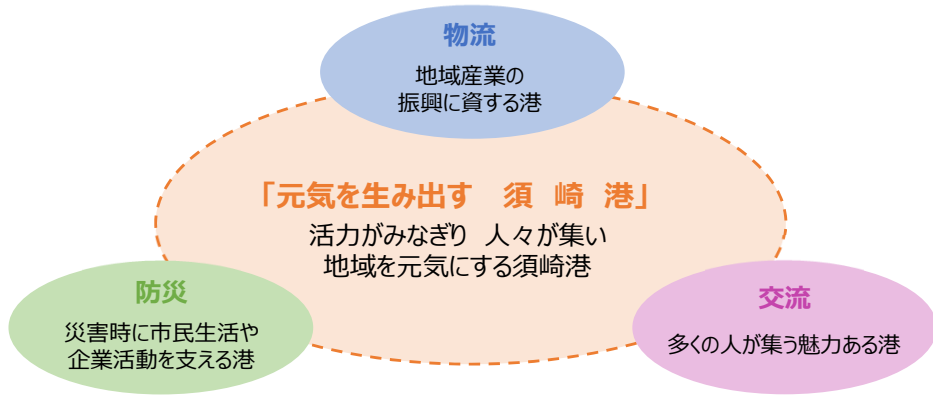 物流
地域産業の
振興に資する港
「元気を生み出す　須　崎　港」
活力がみなぎり　人々が集い
地域を元気にする須崎港
防災
災害時に市民生活や
企業活動を支える港
交流
多くの人が集う魅力ある港